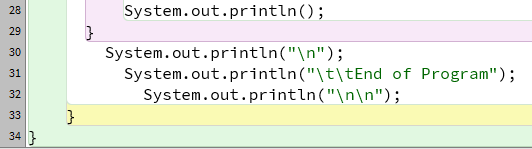 28 System.out.println();
29 }
30 System.out.println("\n");
31 System.out.println("\t\tEnd of Program");
32 System.out.println("\n\n");
33 }
34 }